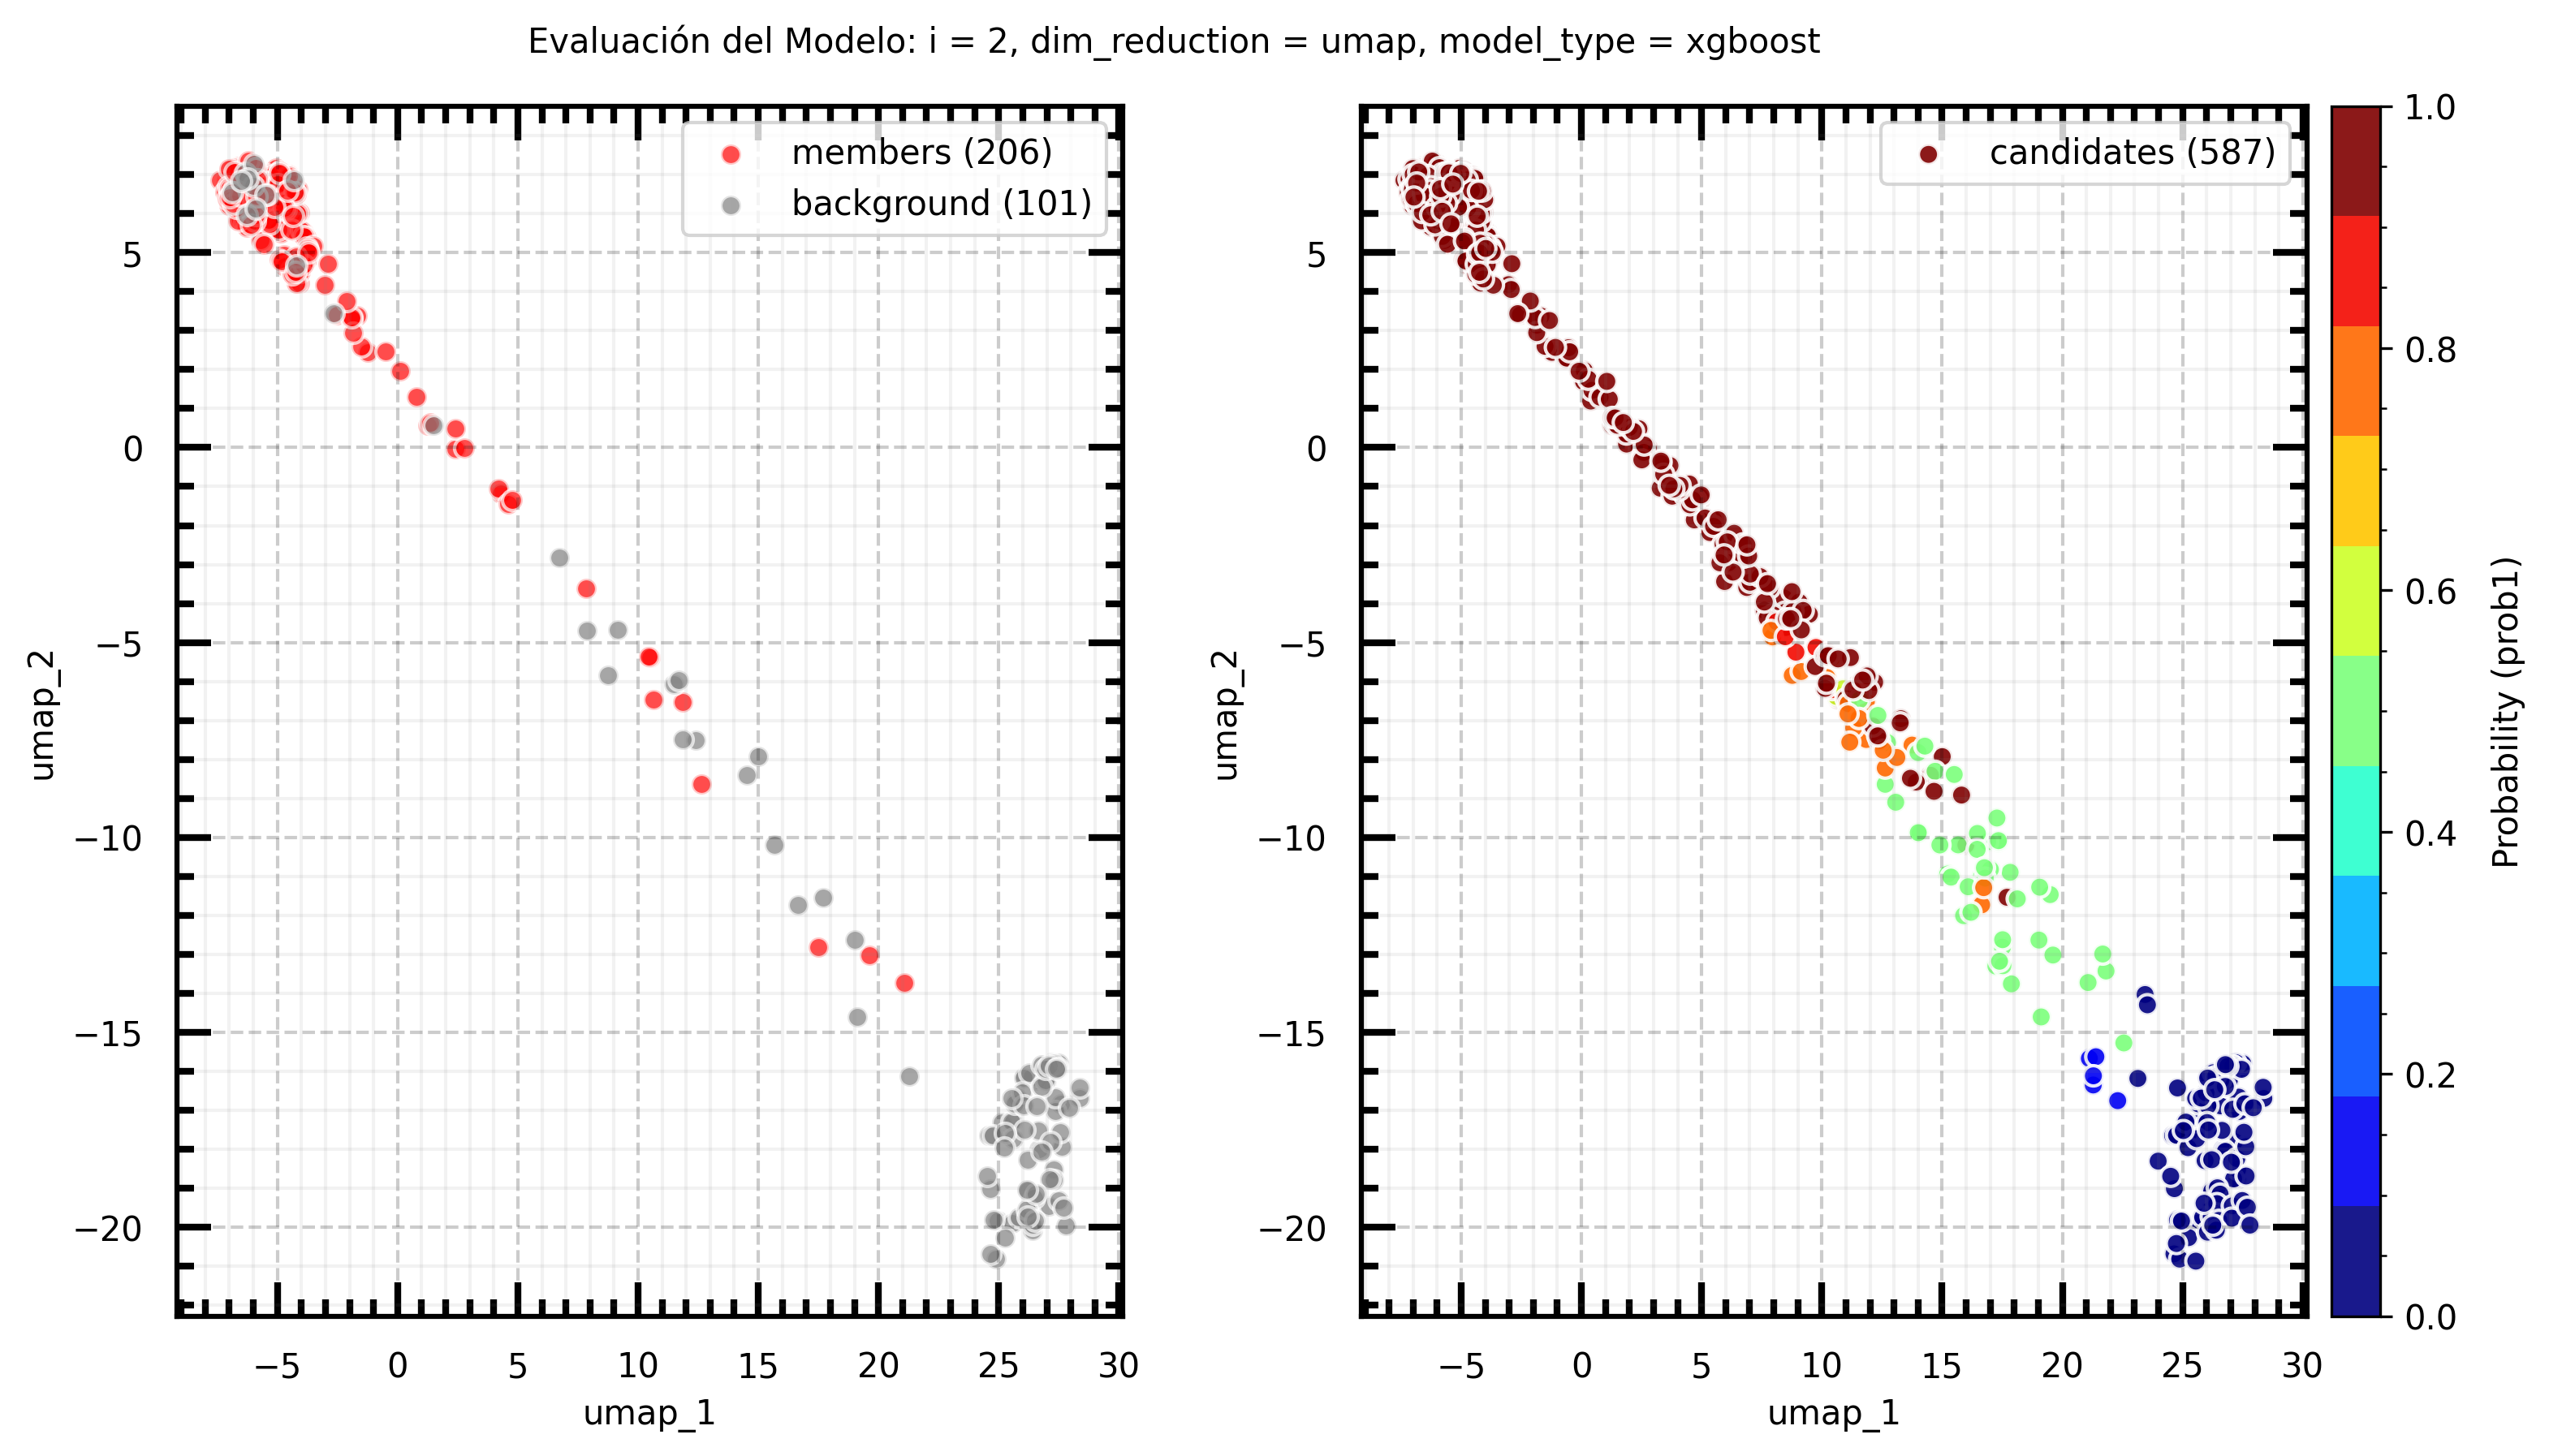 Evaluación del Modelo: i = 2, dim_reduction = umap, model_type = xgboost
members (206)
background (101)
5
0
−5
−10
−15
−20
umap_2
−5 0 5 10 15 20 25 30
umap_1
candidates (587)
5
0
−5
−10
−15
−20
umap_2
−5 0 5 10 15 20 25 30
umap_1
1.0
0.8
0.6
0.4
0.2
0.0
Probability (prob1)